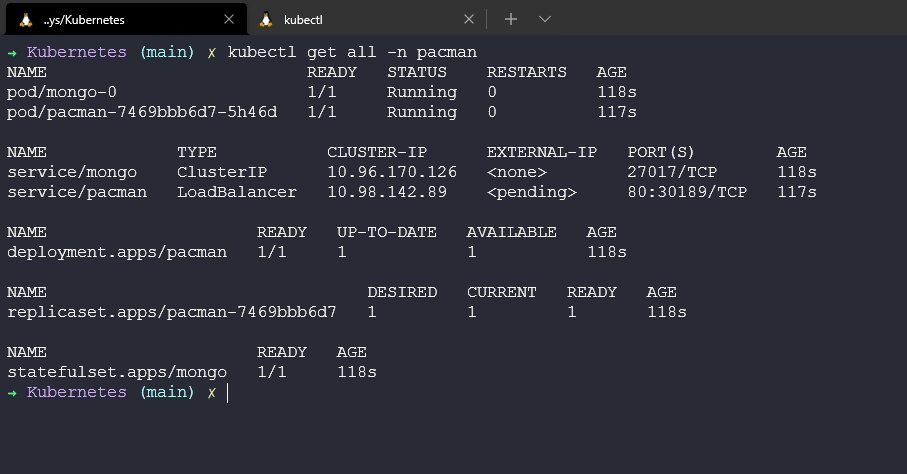 ..ys/Kubernetes kubectl
→ Kubernetes (main) ✗ kubectl get all -n pacman
NAME READY STATUS RESTARTS AGE
pod/mongo-0 1/1 Running 0 118s
pod/pacman-7469bbb6d7-5h46d 1/1 Running 0 117s
NAME TYPE CLUSTER-IP EXTERNAL-IP PORT(S) AGE
service/mongo ClusterIP 10.96.170.126 <none> 27017/TCP 118s
service/pacman LoadBalancer 10.98.142.89 <pending> 80:30189/TCP 117s
NAME READY UP-TO-DATE AVAILABLE AGE
deployment.apps/pacman 1/1 1 1 118s
NAME DESIRED CURRENT READY AGE
replicaset.apps/pacman-7469bbb6d7 1 1 1 118s
NAME READY AGE
statefulset.apps/mongo 1/1 118s
→ Kubernetes (main) ✗